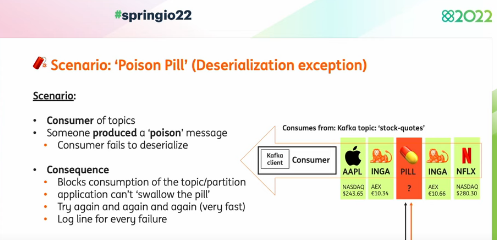 #springio22
2022
Scenario: ‘Poison Pill’ (Deserialization exception)
Scenario:
• Consumer of topics
• Someone produced a ‘poison’ message
• Consumer fails to deserialize
• Consequence
• Blocks consumption of the topic/partition
• application can’t ‘swallow the pill’
• Try again and again and again (very fast)
• Log line for every failure
Consumes from: Kafka topic: ‘stock-quotes’
Kafka
client
Consumer
AAPL
NASDAQ
$243.65
INGA
AEX
€10.34
PILL
?
INGA
AEX
€10.66
N
NFLX
NASDAQ
$280.30